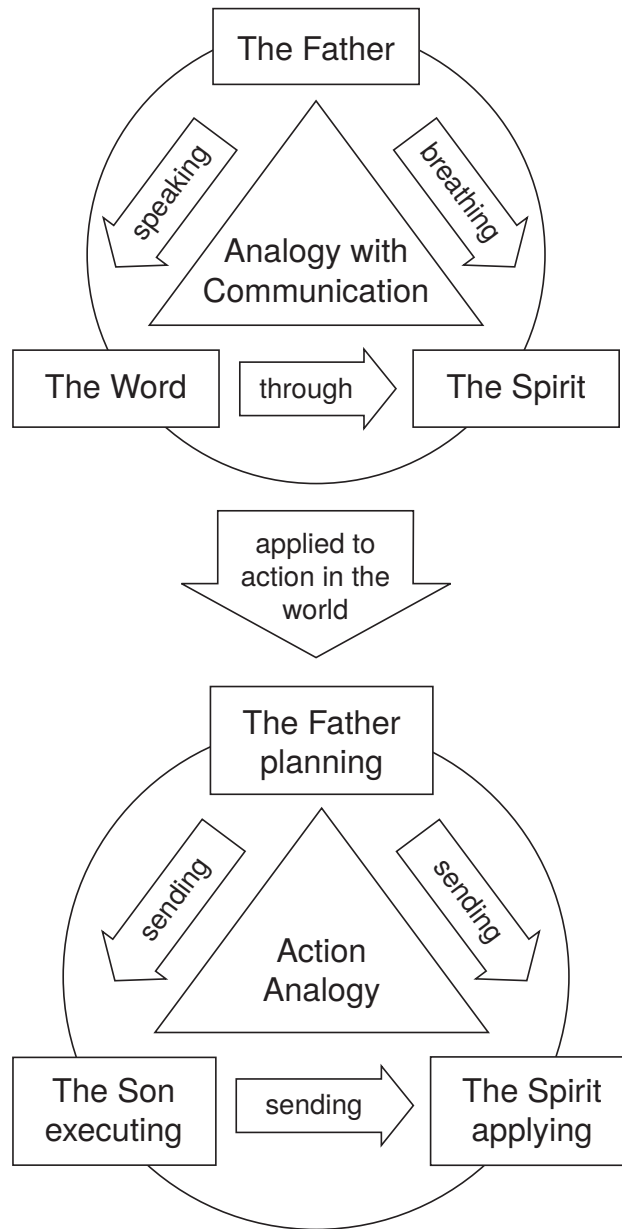 The Father
speaking
breathing
Analogy with
Communication
The Word
through
The Spirit
applied to
action in the
world
The Father
planning
sending
sending
Action
Analogy
The Son
executing
sending
The Spirit
applying